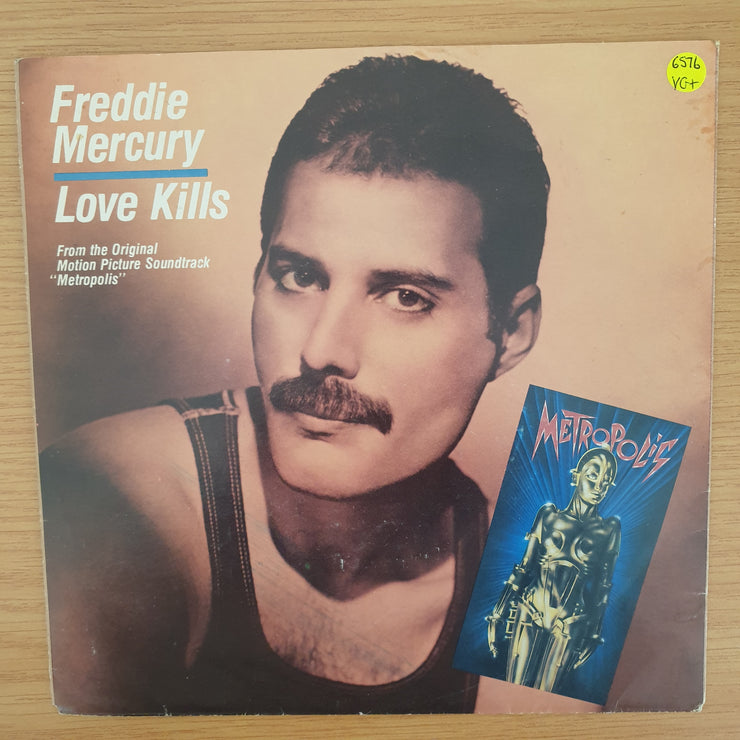 Freddie
Mercury
Love Kills
From the Original
Motion Picture Soundtrack
"Metropolis"
6576
VG+
METROPOLIS